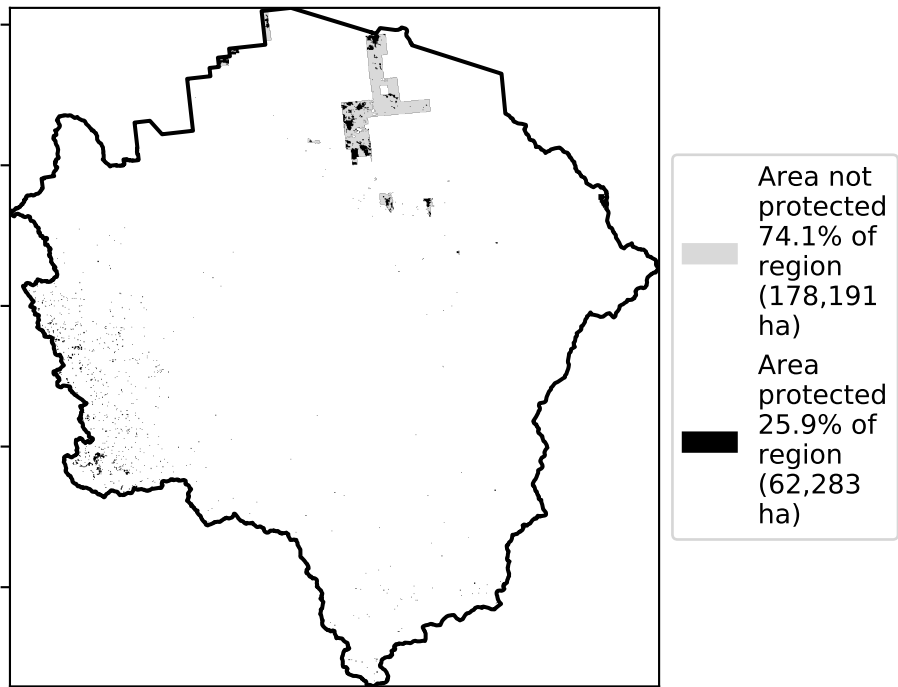 Area not
protected
74.1% of
region
(178,191
ha)
Area
protected
25.9% of
region
(62,283
ha)